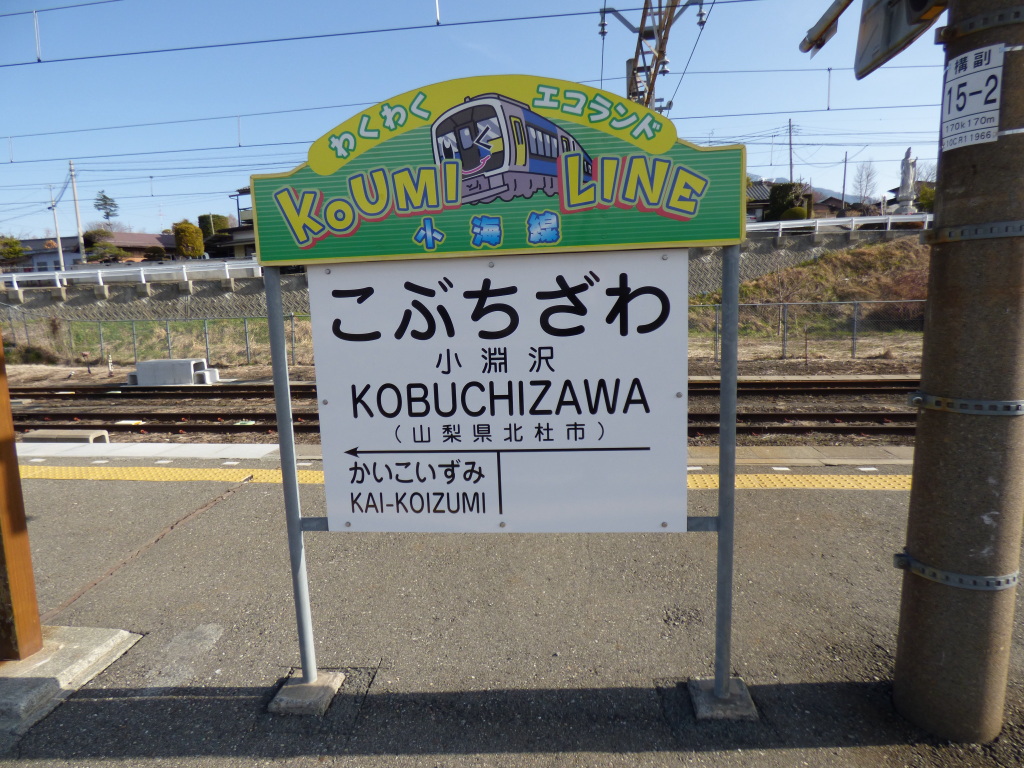 わくわく エコランド
KOUMI LINE
小海線
こぶちざわ
小淵沢
KOBUCHIZAWA
（山梨県北杜市）
かいこいずみ
KAI-KOIZUMI
構副
15-2
170k170m